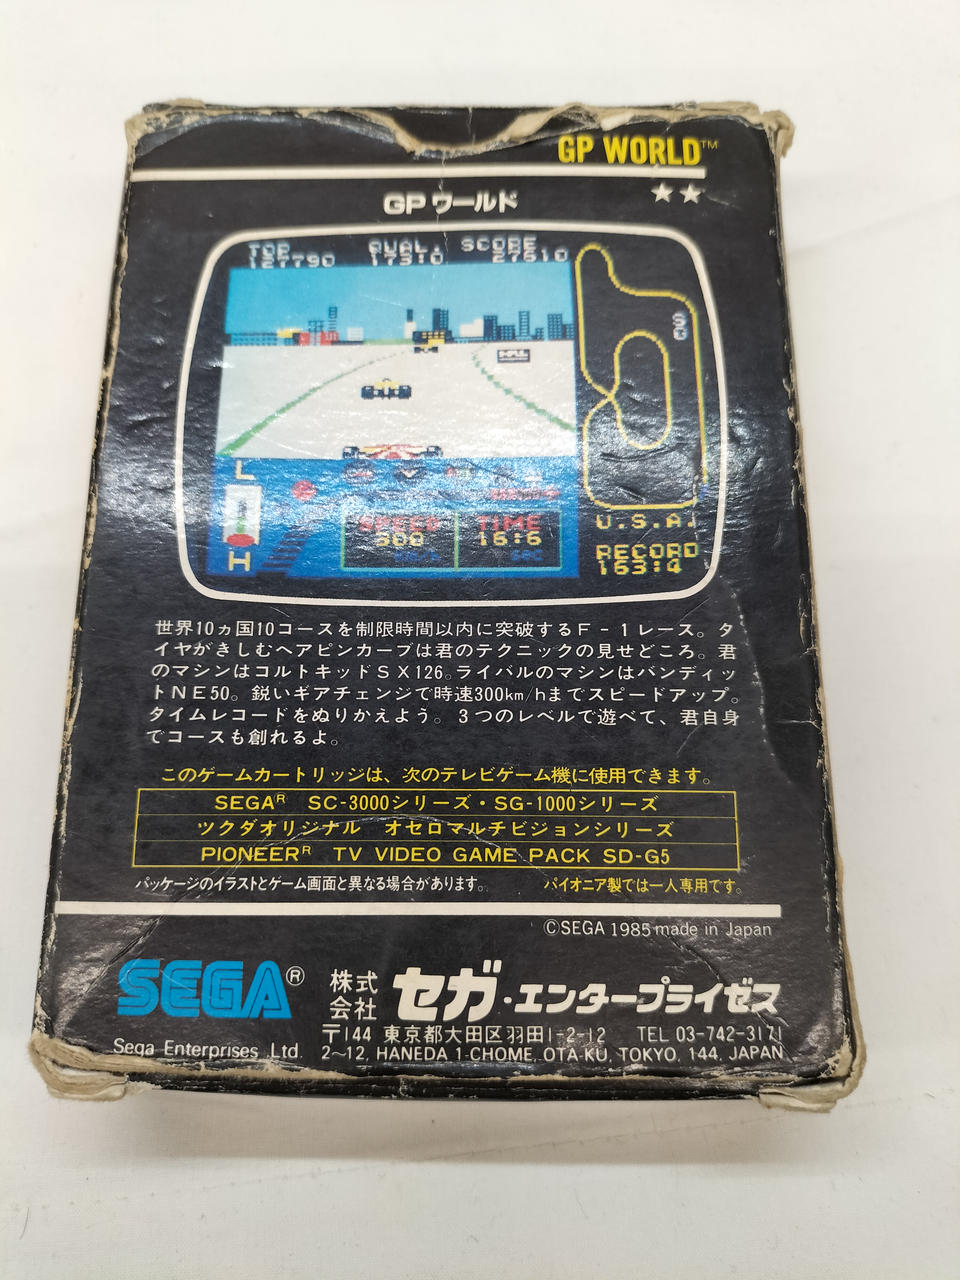 GP WORLD™
★★
GP ワールド
TOP QUAL. SCORE
127790 173:0 27510
SC
L
H
SPEED TIME
300 16:6
SEC
U.S.A.
RECORD
163:4
世界10ヵ国10コースを制限時間以内に突破するF-1レース。タ
イヤがきしむヘアピンカーブは君のテクニックの見せどころ。君
のマシンはコルトキッドSX126。ライバルのマシンはバンディッ
トNE50。鋭いギアチェンジで時速300km/hまでスピードアップ。
タイムレコードをぬりかえよう。3つのレベルで遊べて、君自身
でコースも創れるよ。
このゲームカートリッジは、次のテレビゲーム機に使用できます。
SEGA® SC-3000シリーズ・SG-1000シリーズ
ツクダオリジナル オセロマルチビジョンシリーズ
PIONEER® TV VIDEO GAME PACK SD-G5
パッケージのイラストとゲーム画面と異なる場合があります。 パイオニア製では一人専用です。
©SEGA 1985 made in Japan
SEGA® 株式会社 セガ・エンタープライゼス
〒144 東京都大田区羽田1-2-12 TEL 03-742-3171
Sega Enterprises Ltd. 2~12, HANEDA 1-CHOME, OTA-KU, TOKYO, 144, JAPAN